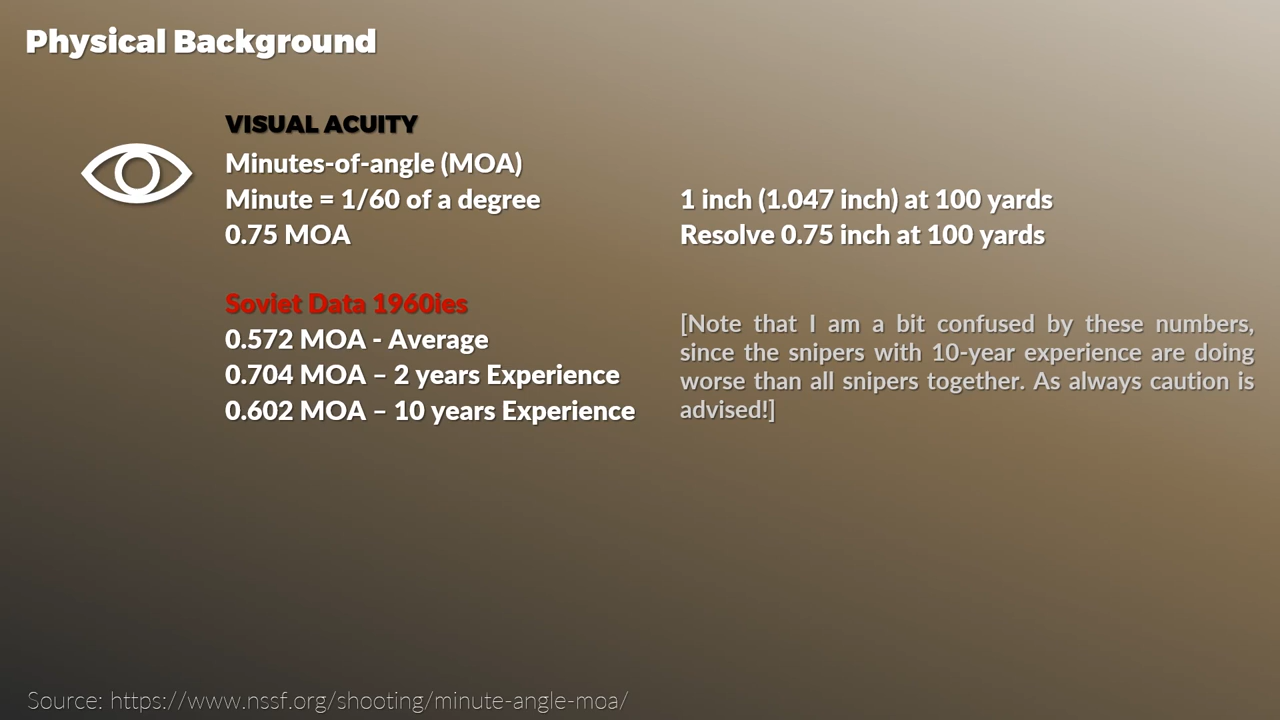 Physical Background
VISUAL ACUITY
Minutes-of-angle (MOA)
Minute = 1/60 of a degree
1 inch (1.047 inch) at 100 yards
0.75 MOA
Resolve 0.75 inch at 100 yards
Soviet Data 1960ies
0.572 MOA - Average
0.704 MOA – 2 years Experience
0.602 MOA – 10 years Experience
[Note that I am a bit confused by these numbers,
since the snipers with 10-year experience are doing
worse than all snipers together. As always caution is
advised!]
Source: https://www.nssf.org/shooting/minute-angle-moa/